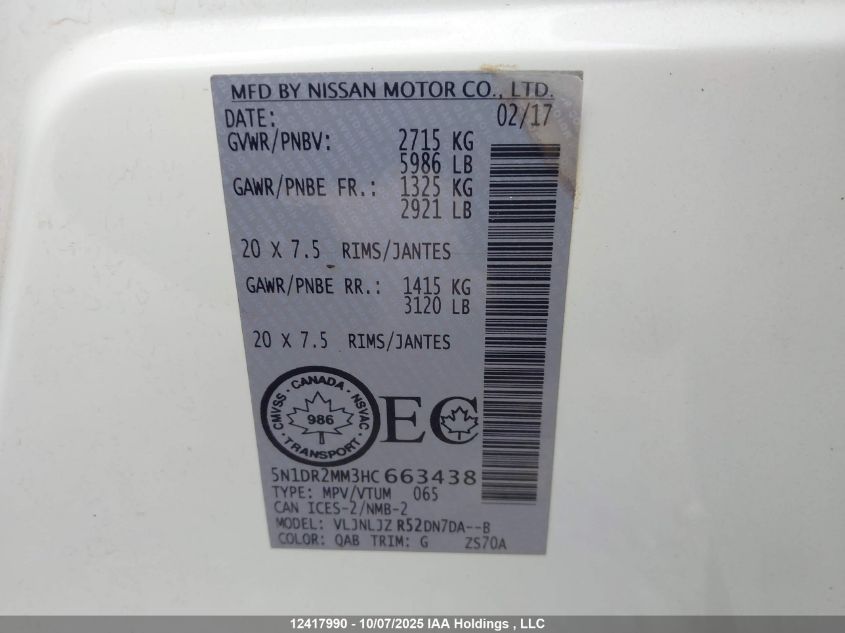 MFD BY NISSAN MOTOR CO., LTD.
DATE: 02/17
GVWR/PNBV: 2715 KG
5986 LB
GAWR/PNBE FR.: 1325 KG
2921 LB
20 X 7.5 RIMS/JANTES
GAWR/PNBE RR.: 1415 KG
3120 LB
20 X 7.5 RIMS/JANTES
CANADA
CMVSS - NSVAC
986
TRANSPORT
EC
5N1DR2MM3HC663438
TYPE: MPV/VTUM 065
CAN ICES-2/NMB-2
MODEL: VLJNLJZ R52DN7DA--B
COLOR: QAB TRIM: G ZS70A
12417990 - 10/07/2025 IAA Holdings , LLC